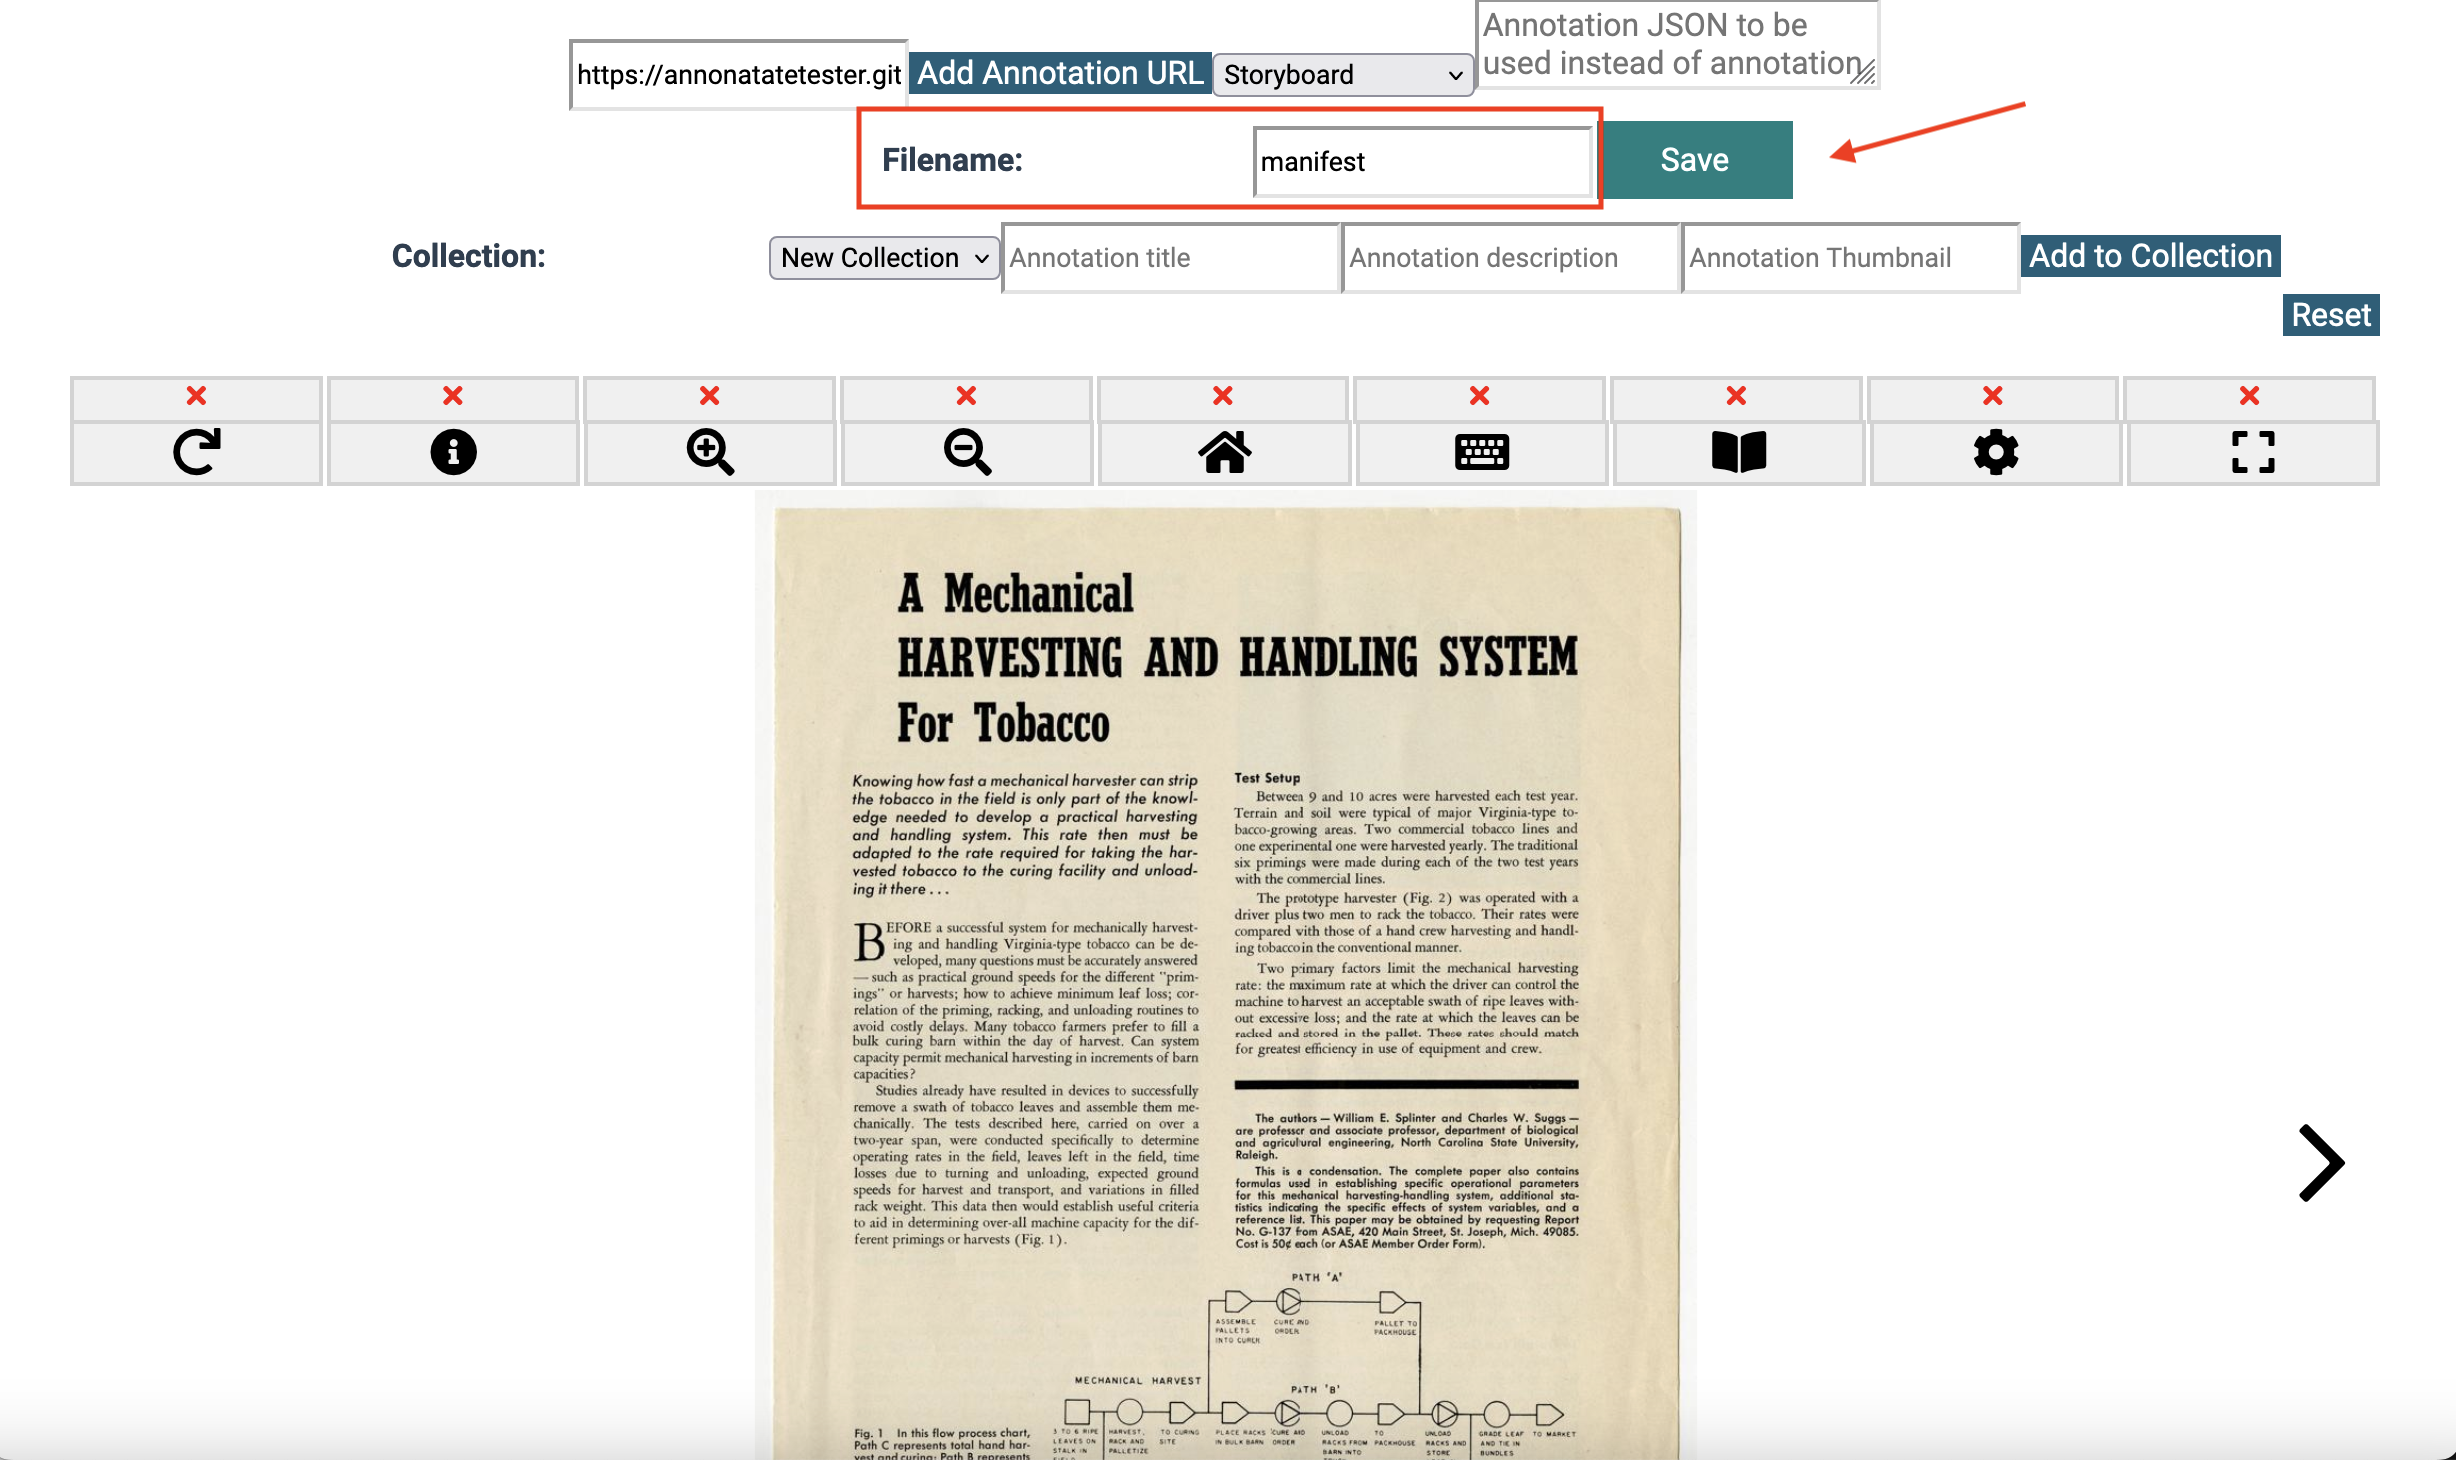 Annotation JSON to be
used instead of annotation
https://annonatatetester.git
Add Annotation URL
Storyboard
Filename:
manifest
Save
Collection:
New Collection
Annotation title
Annotation description
Annotation Thumbnail
Add to Collection
Reset
A Mechanical
HARVESTING AND HANDLING SYSTEM
For Tobacco
Knowing how fast a mechanical harvester can strip
the tobacco in the field is only part of the knowl-
edge needed to develop a practical harvesting
and handling system. This rate then must be
adapted to the rate required for taking the har-
vested tobacco to the curing facility and unload-
ing it there . . .
BEFORE a successful system for mechanically harvest-
ing and handling Virginia-type tobacco can be de-
veloped, many questions must be accurately answered
— such as practical ground speeds for the different "prim-
ings" or harvests; how to achieve minimum leaf loss; cor-
relation of the priming, racking, and unloading routines to
avoid costly delays. Many tobacco farmers prefer to fill a
bulk curing barn within the day of harvest. Can system
capacity permit mechanical harvesting in increments of barn
capacities?
Studies already have resulted in devices to successfully
remove a swath of tobacco leaves and assemble them me-
chanically. The tests described here, carried on over a
two-year span, were conducted specifically to determine
operating rates in the field, leaves left in the field, time
losses due to turning and unloading, expected ground
speeds for harvest and transport, and variations in filled
rack weight. This data then would establish useful criteria
to aid in determining over-all machine capacity for the dif-
ferent primings or harvests (Fig. 1).
Test Setup
Between 9 and 10 acres were harvested each test year.
Terrain and soil were typical of major Virginia-type to-
bacco-growing areas. Two commercial tobacco lines and
one experimental one were harvested yearly. The traditional
six primings were made during each of the two test years
with the commercial lines.
The prototype harvester (Fig. 2) was operated with a
driver plus two men to rack the tobacco. Their rates were
compared with those of a hand crew harvesting and handl-
ing tobacco in the conventional manner.
Two primary factors limit the mechanical harvesting
rate: the maximum rate at which the driver can control the
machine to harvest an acceptable swath of ripe leaves with-
out excessive loss; and the rate at which the leaves can be
racked and stored in the pallet. These rates should match
for greatest efficiency in use of equipment and crew.
The authors — William E. Splinter and Charles W. Suggs —
are professor and associate professor, department of biological
and agricultural engineering, North Carolina State University,
Raleigh.
This is a condensation. The complete paper also contains
formulas used in establishing specific operational parameters
for this mechanical harvesting-handling system, additional sta-
tistics indicating the specific effects of system variables, and a
reference list. This paper may be obtained by requesting Report
No. G-137 from ASAE, 420 Main Street, St. Joseph, Mich. 49085.
Cost is 50¢ each (or ASAE Member Order Form).
PATH 'A'
ASSEMBLE
PALLETS
INTO CURER
CURE AND
ORDER
PALLET TO
PACKHOUSE
MECHANICAL HARVEST
PATH 'B'
3 TO 6 RIPE
LEAVES ON
STALK IN
HARVEST,
RACK AND
PALLETIZE
TO CURING
SITE
PLACE RACKS
IN BULK BARN
CURE AND
ORDER
UNLOAD
RACKS FROM
BARN INTO
TO
PACKHOUSE
UNLOAD
RACKS AND
STORE
GRADE LEAF
AND TIE IN
BUNDLES
TO MARKET
Fig. 1 In this flow process chart,
Path C represents total hand har-
vest and curing; Path B represents